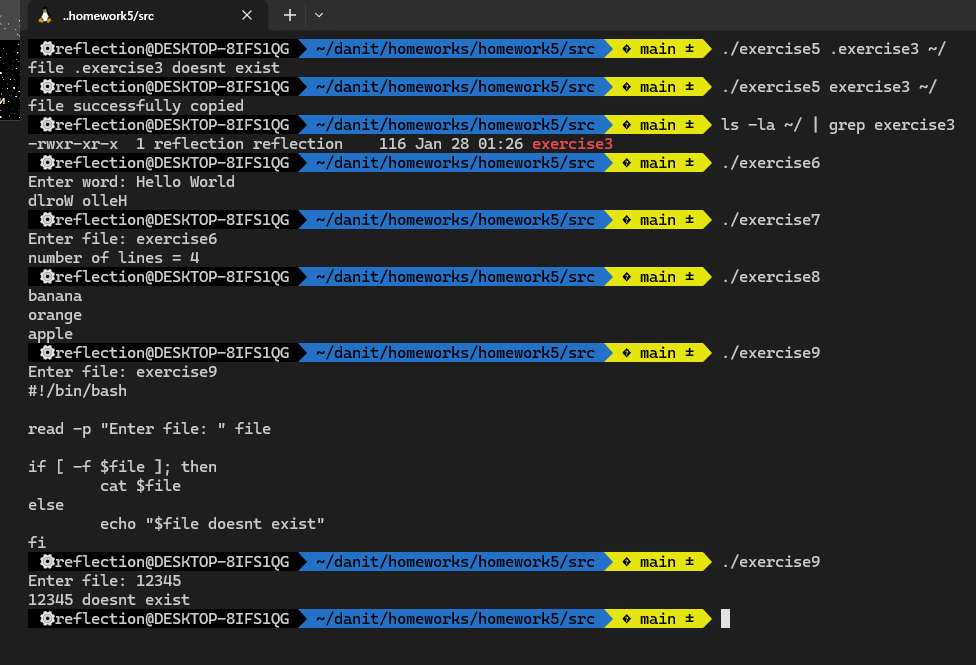 ..homework5/src
reflection@DESKTOP-8IFS1QG ~/danit/homeworks/homework5/src � main ± ./exercise5 .exercise3 ~/
file .exercise3 doesnt exist
reflection@DESKTOP-8IFS1QG ~/danit/homeworks/homework5/src � main ± ./exercise5 exercise3 ~/
file successfully copied
reflection@DESKTOP-8IFS1QG ~/danit/homeworks/homework5/src � main ± ls -la ~/ | grep exercise3
-rwxr-xr-x  1 reflection reflection    116 Jan 28 01:26 exercise3
reflection@DESKTOP-8IFS1QG ~/danit/homeworks/homework5/src � main ± ./exercise6
Enter word: Hello World
dlroW olleH
reflection@DESKTOP-8IFS1QG ~/danit/homeworks/homework5/src � main ± ./exercise7
Enter file: exercise6
number of lines = 4
reflection@DESKTOP-8IFS1QG ~/danit/homeworks/homework5/src � main ± ./exercise8
banana
orange
apple
reflection@DESKTOP-8IFS1QG ~/danit/homeworks/homework5/src � main ± ./exercise9
Enter file: exercise9
#!/bin/bash
read -p "Enter file: " file
if [ -f $file ]; then
        cat $file
else
        echo "$file doesnt exist"
fi
reflection@DESKTOP-8IFS1QG ~/danit/homeworks/homework5/src � main ± ./exercise9
Enter file: 12345
12345 doesnt exist
reflection@DESKTOP-8IFS1QG ~/danit/homeworks/homework5/src � main ±